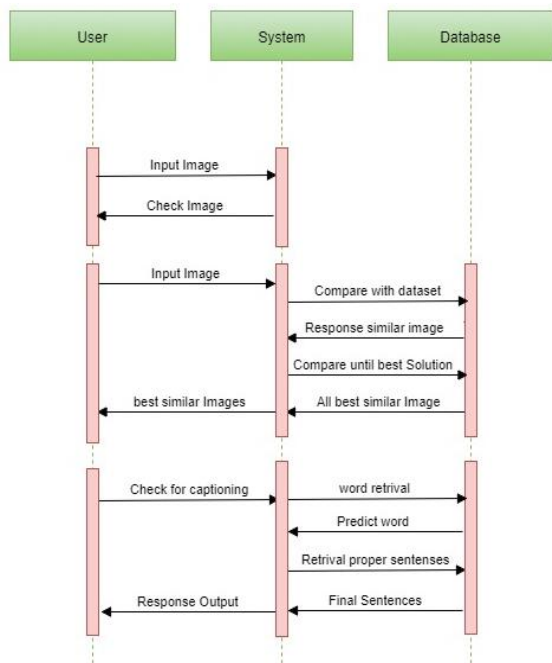 User
System
Database
Input Image
Check Image
Input Image
Compare with dataset
Response similar image
Compare until best Solution
best similar Images
All best similar Image
Check for captioning
word retrival
Predict word
Retrival proper sentenses
Response Output
Final Sentences